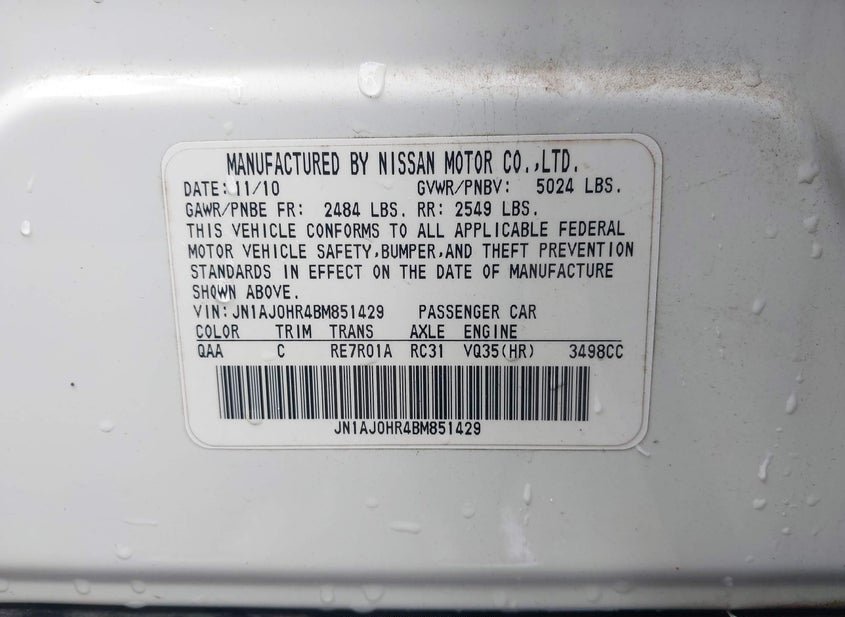 MANUFACTURED BY NISSAN MOTOR CO.,LTD.
DATE:11/10 GVWR/PNBV: 5024 LBS.
GAWR/PNBE FR: 2484 LBS. RR: 2549 LBS.
THIS VEHICLE CONFORMS TO ALL APPLICABLE FEDERAL
MOTOR VEHICLE SAFETY,BUMPER,AND THEFT PREVENTION
STANDARDS IN EFFECT ON THE DATE OF MANUFACTURE
SHOWN ABOVE.
VIN:JN1AJ0HR4BM851429 PASSENGER CAR
COLOR TRIM TRANS AXLE ENGINE
QAA C RE7R01A RC31 VQ35(HR) 3498CC
JN1AJ0HR4BM851429